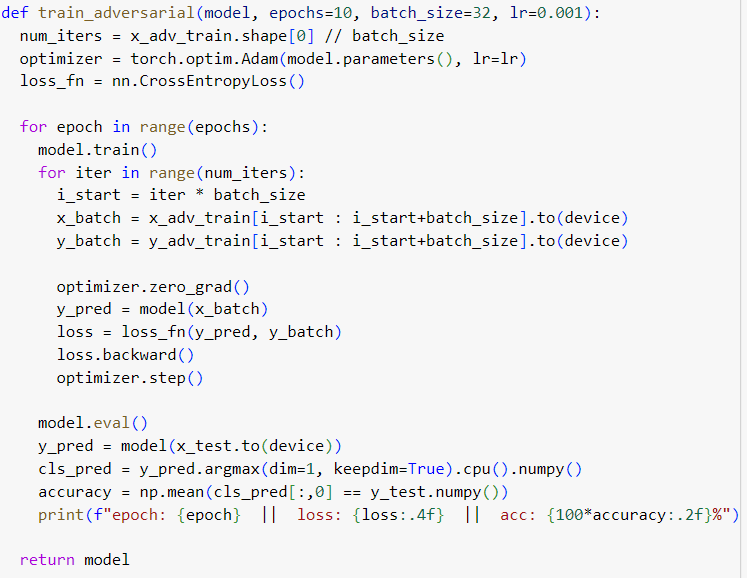 def train_adversarial(model, epochs=10, batch_size=32, lr=0.001):
  num_iters = x_adv_train.shape[0] // batch_size
  optimizer = torch.optim.Adam(model.parameters(), lr=lr)
  loss_fn = nn.CrossEntropyLoss()

  for epoch in range(epochs):
    model.train()
    for iter in range(num_iters):
      i_start = iter * batch_size
      x_batch = x_adv_train[i_start : i_start+batch_size].to(device)
      y_batch = y_adv_train[i_start : i_start+batch_size].to(device)

      optimizer.zero_grad()
      y_pred = model(x_batch)
      loss = loss_fn(y_pred, y_batch)
      loss.backward()
      optimizer.step()

    model.eval()
    y_pred = model(x_test.to(device))
    cls_pred = y_pred.argmax(dim=1, keepdim=True).cpu().numpy()
    accuracy = np.mean(cls_pred[:,0] == y_test.numpy())
    print(f"epoch: {epoch}  ||  loss: {loss:.4f}  ||  acc: {100*accuracy:.2f}%")

  return model